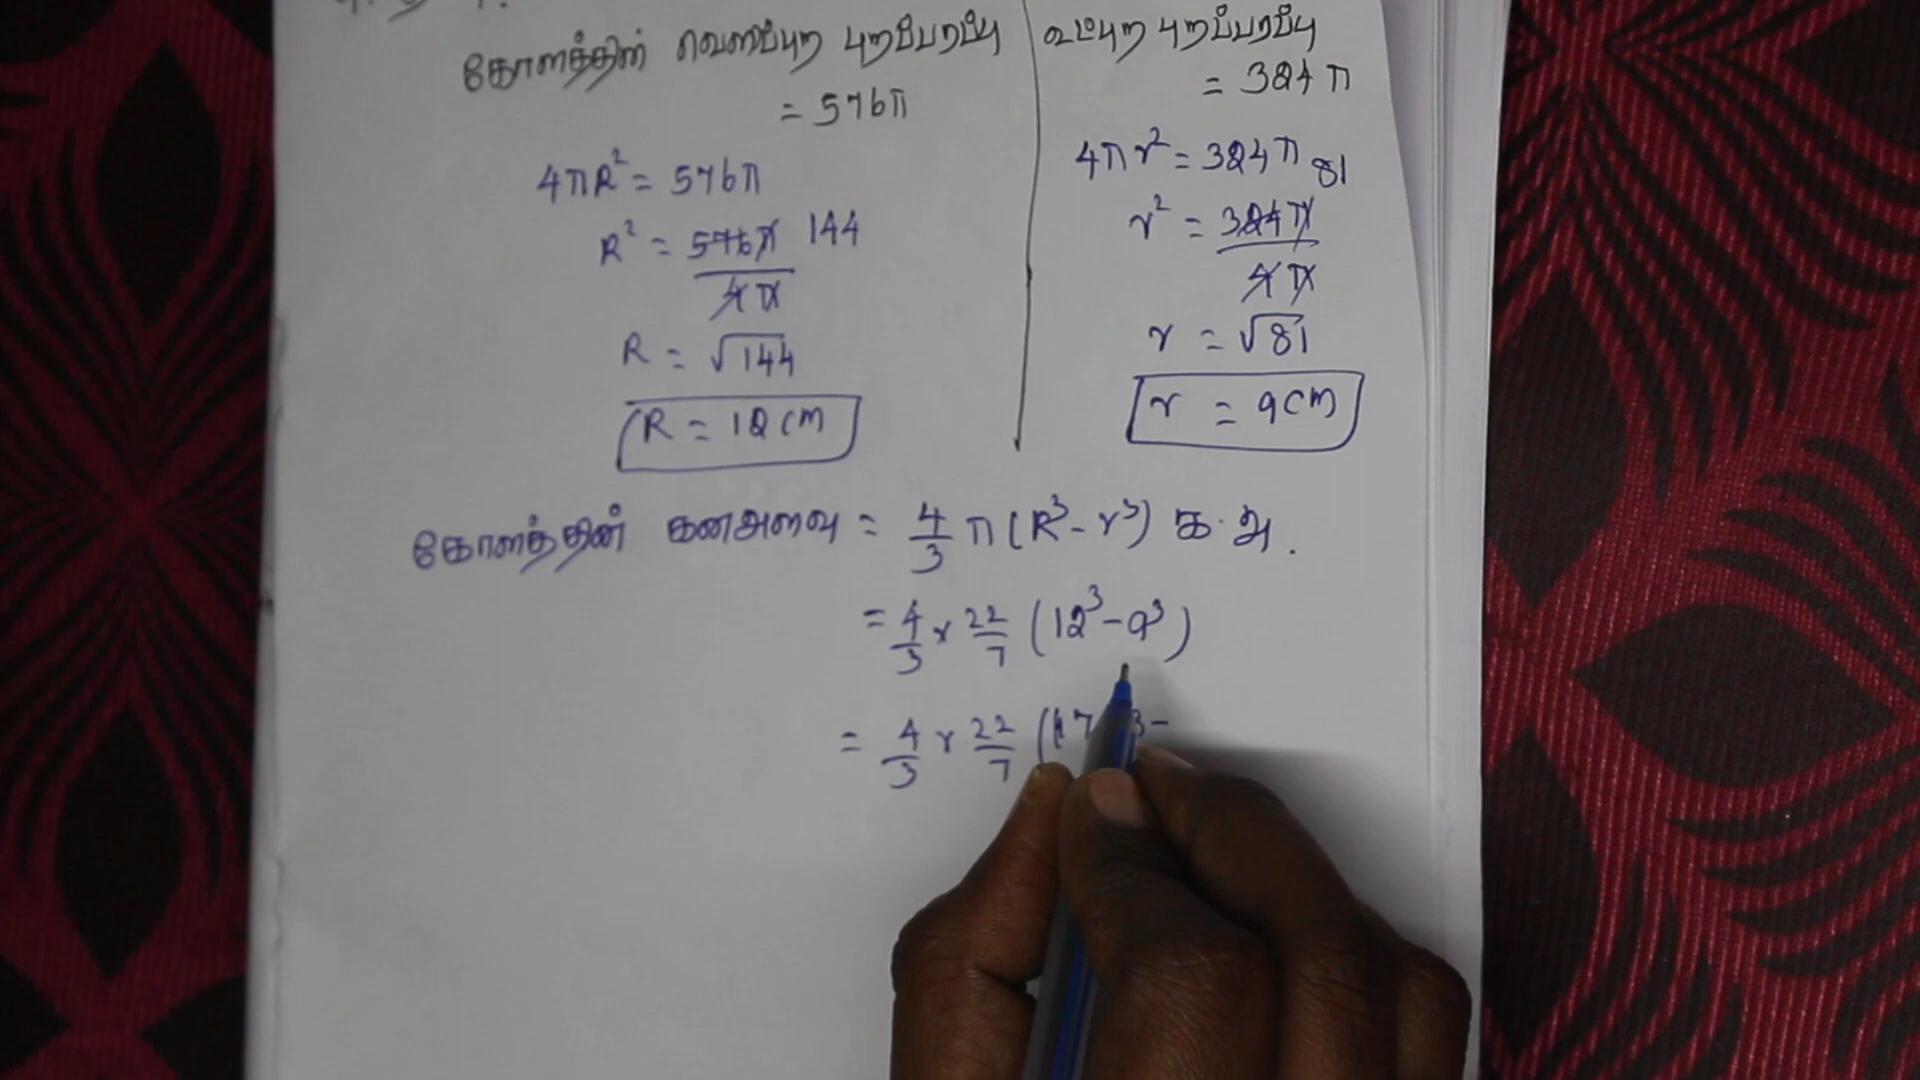 கோளத்தின் வெளிப்புற புறப்பரப்பு
= 576π
4πR² = 576π
R² = 576π / 4π 144
R = √144
R = 12 cm
உட்புற புறப்பரப்பு
= 324π
4πr² = 324π
r² = 324π / 4π 81
r = √81
r = 9cm
கோளத்தின் கனஅளவு = 4/3 π (R³ - r³) க.அ.
= 4/3 × 22/7 (12³ - 9³)
= 4/3 × 22/7 (17